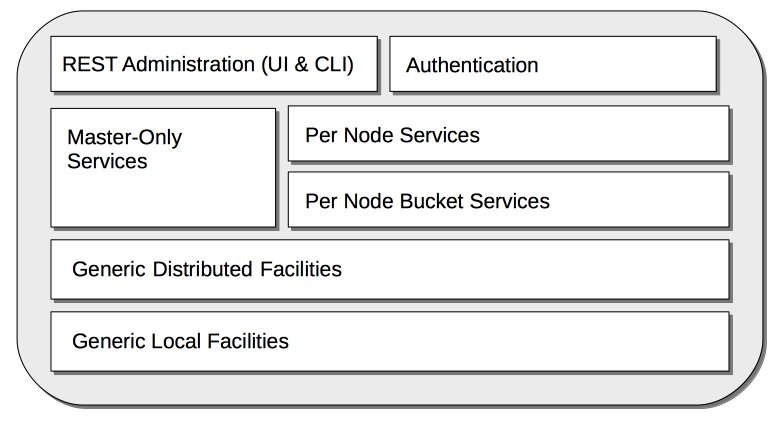 REST Administration (UI & CLI)
Authentication
Master-Only
Services
Per Node Services
Per Node Bucket Services
Generic Distributed Facilities
Generic Local Facilities